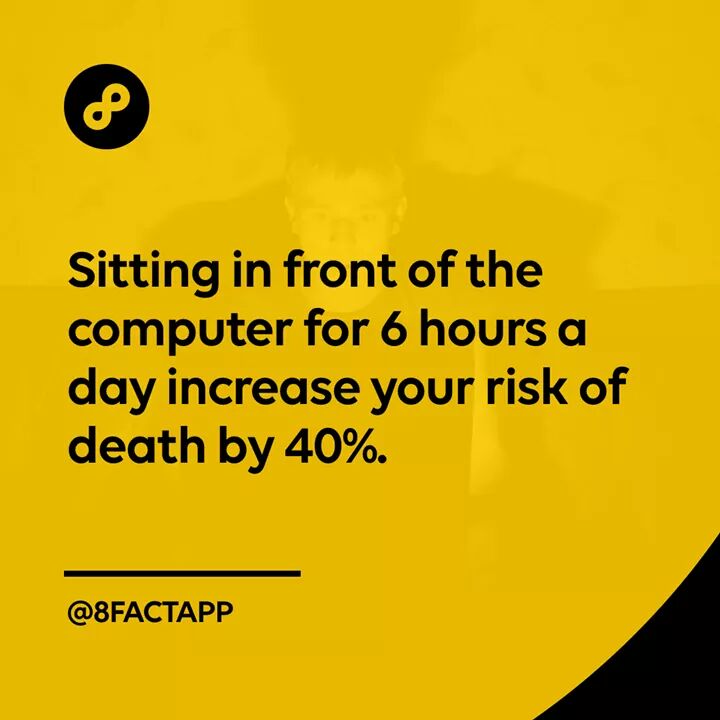 Sitting in front of the
computer for 6 hours a
day increase your risk of
death by 40%.
@8FACTAPP